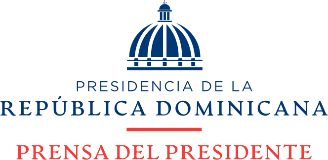 PRESIDENCIA DE LA
REPÚBLICA DOMINICANA
PRENSA DEL PRESIDENTE